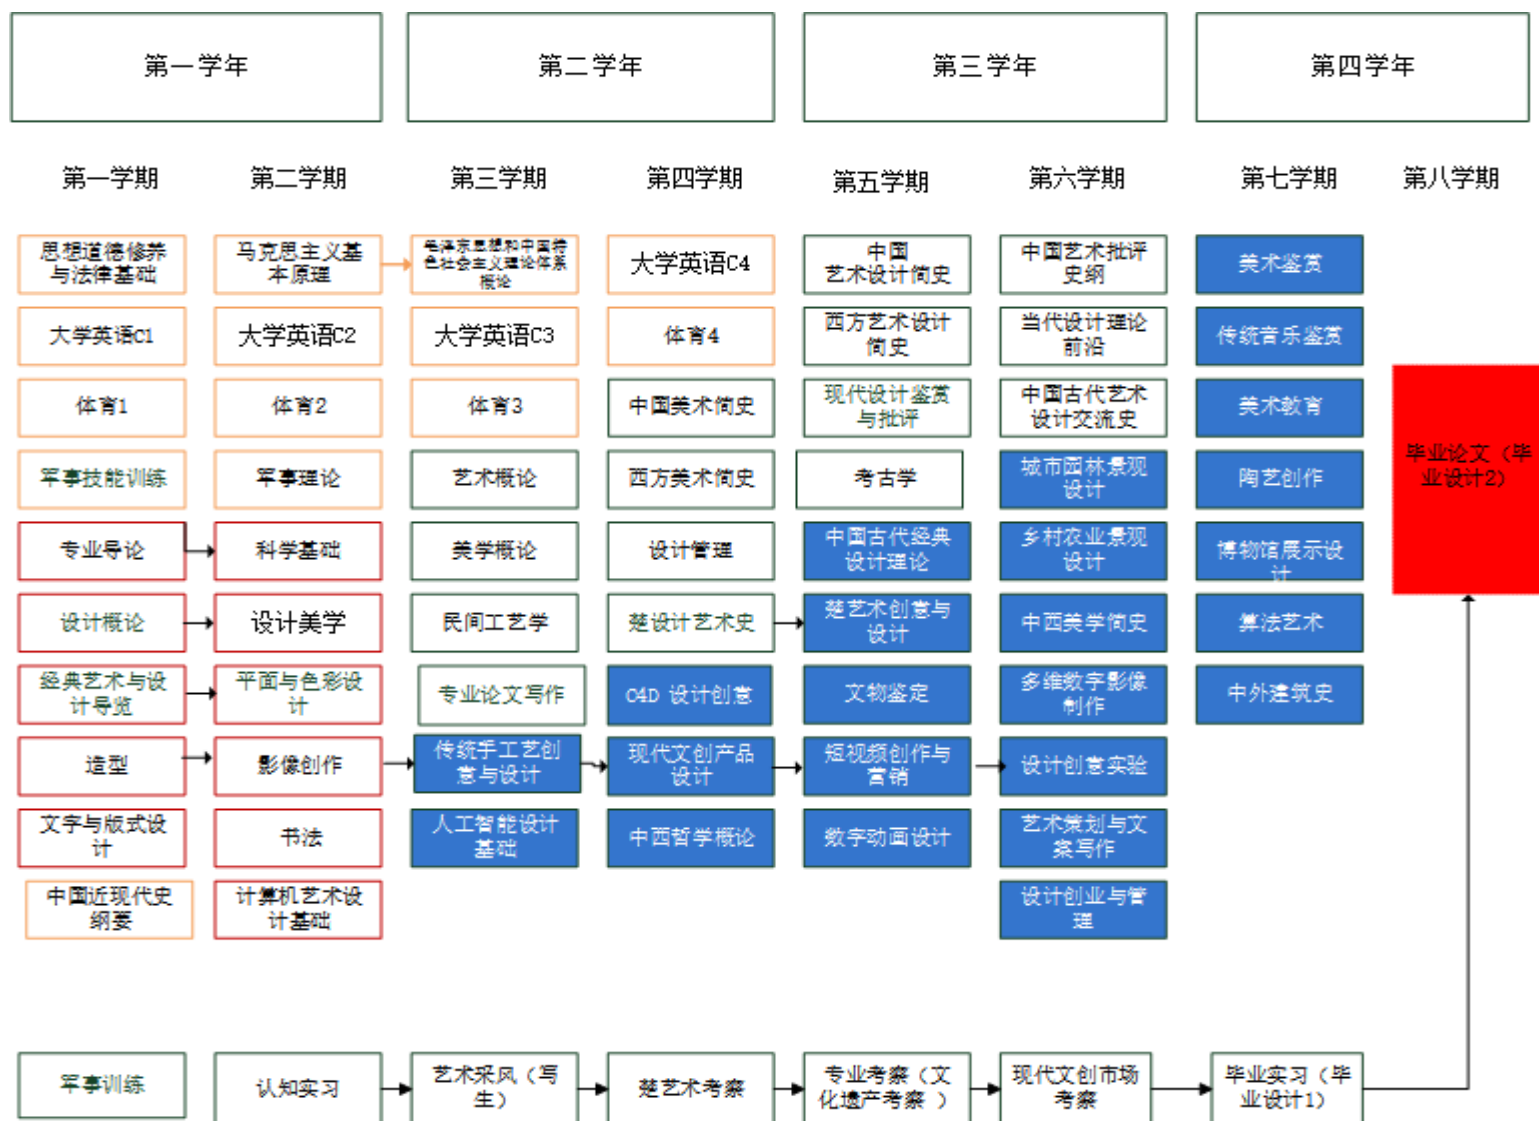 第一学年
第二学年
第三学年
第四学年
第一学期
第二学期
第三学期
第四学期
第五学期
第六学期
第七学期
第八学期
思想道德修养
与法律基础
马克思主义基
本原理
毛泽东思想和中国特
色社会主义理论体系
概论
大学英语C4
中国
艺术设计简史
中国艺术批评
史纲
美术鉴赏
大学英语C1
大学英语C2
大学英语C3
体育4
西方艺术设计
简史
当代设计理论
前沿
传统音乐鉴赏
体育1
体育2
体育3
中国美术简史
现代设计鉴赏
与批评
中国古代艺术
设计交流史
美术教育
毕业论文（毕
业设计2）
军事技能训练
军事理论
艺术概论
西方美术简史
考古学
城市园林景观
设计
陶艺创作
专业导论
科学基础
美学概论
设计管理
中国古代经典
设计理论
乡村农业景观
设计
博物馆展示设
计
设计概论
设计美学
民间工艺学
楚设计艺术史
楚艺术创意与
设计
中西美学简史
算法艺术
经典艺术与设
计导览
平面与色彩设
计
专业论文写作
C4D 设计创意
文物鉴定
多维数字影像
制作
中外建筑史
造型
影像创作
传统手工艺创
意与设计
现代文创产品
设计
短视频创作与
营销
设计创意实验
文字与版式设
计
书法
人工智能设计
基础
中西哲学概论
数字动画设计
艺术策划与文
案写作
中国近现代史
纲要
计算机艺术设
计基础
设计创业与管
理
军事训练
认知实习
艺术采风（写
生）
楚艺术考察
专业考察（文
化遗产考察 ）
现代文创市场
考察
毕业实习（毕
业设计1）